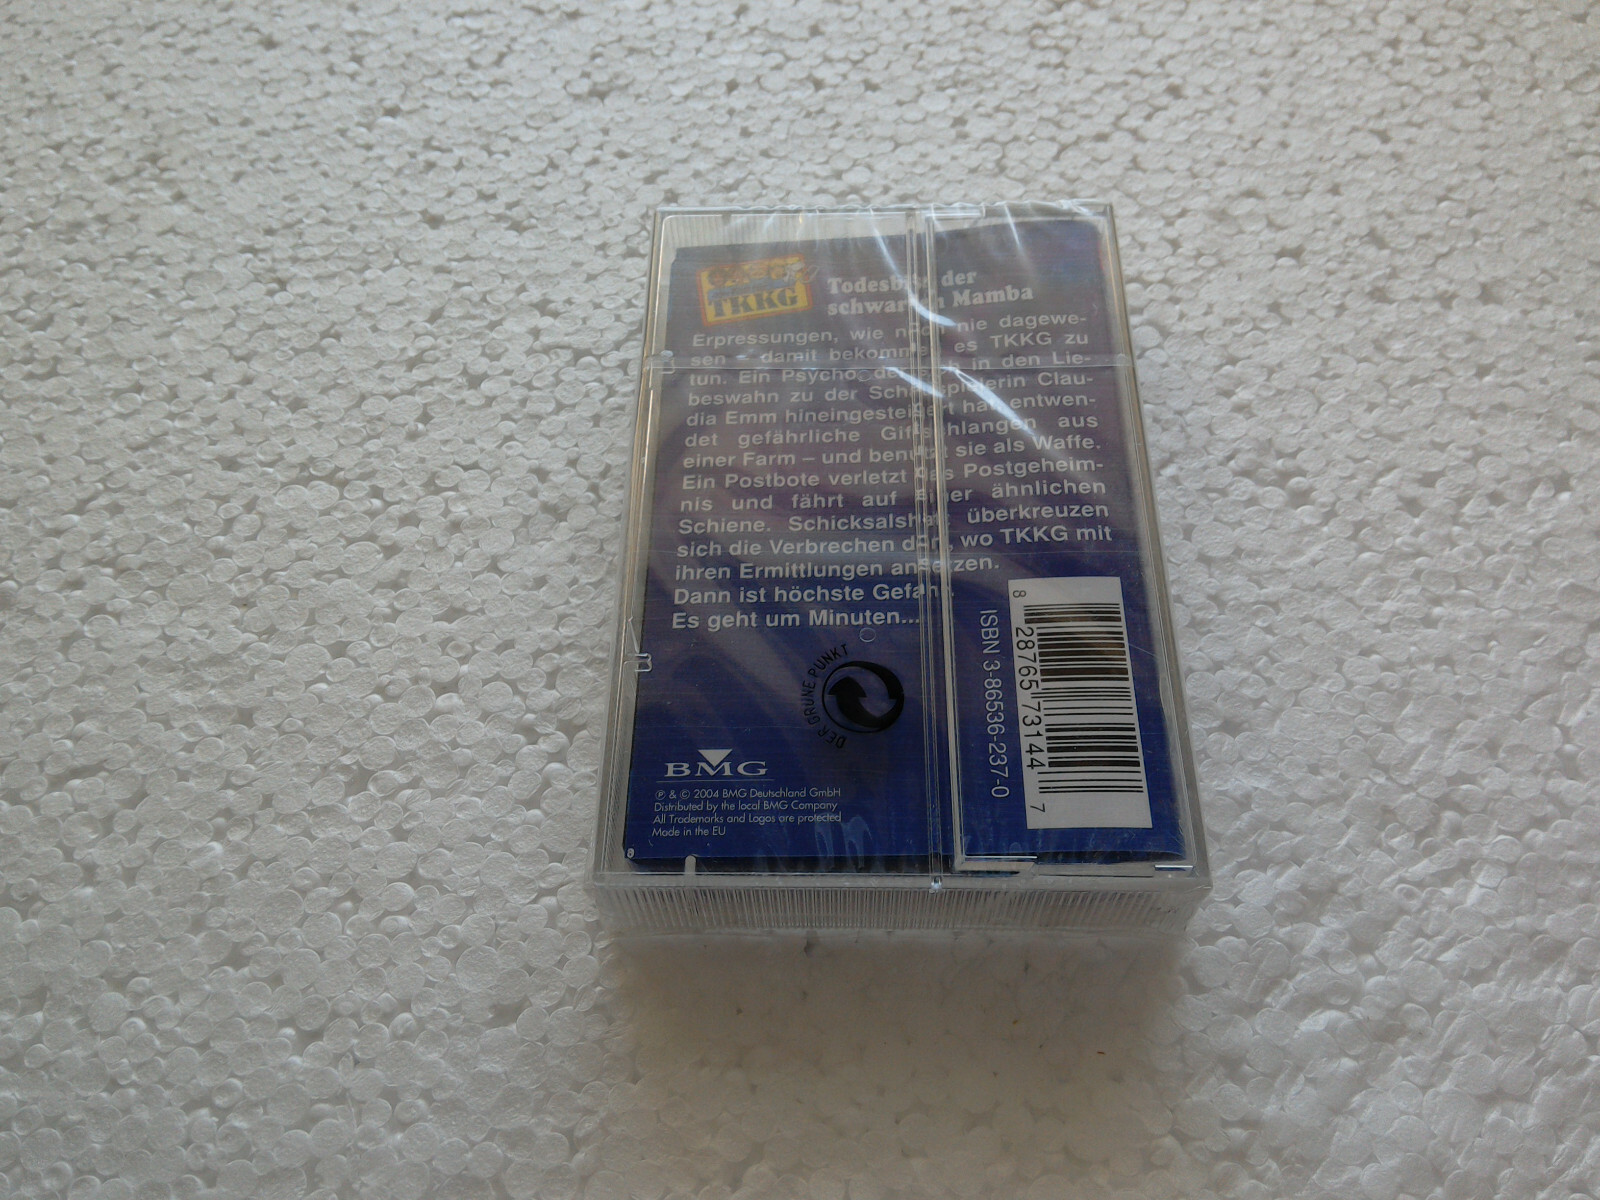 TKKG
Todesbiss der
schwarzen Mamba
Erpressungen, wie noch nie dagewe-
sen – damit bekommen es TKKG zu
tun. Ein Psycho, der sich in den Lie-
beswahn zu der Schauspielerin Clau-
dia Emm hineingesteigert hat, entwen-
det gefährliche Giftschlangen aus
einer Farm – und benutzt sie als Waffe.
Ein Postbote verletzt das Postgeheim-
nis und fährt auf einer ähnlichen
Schiene. Schicksalshaft überkreuzen
sich die Verbrechen dort, wo TKKG mit
ihren Ermittlungen ansetzen.
Dann ist höchste Gefahr.
Es geht um Minuten...
DER GRÜNE PUNKT
ISBN 3-86536-237-0
8 28765 73144 7
BMG
℗ & © 2004 BMG Deutschland GmbH
Distributed by the local BMG Company
All Trademarks and Logos are protected
Made in the EU